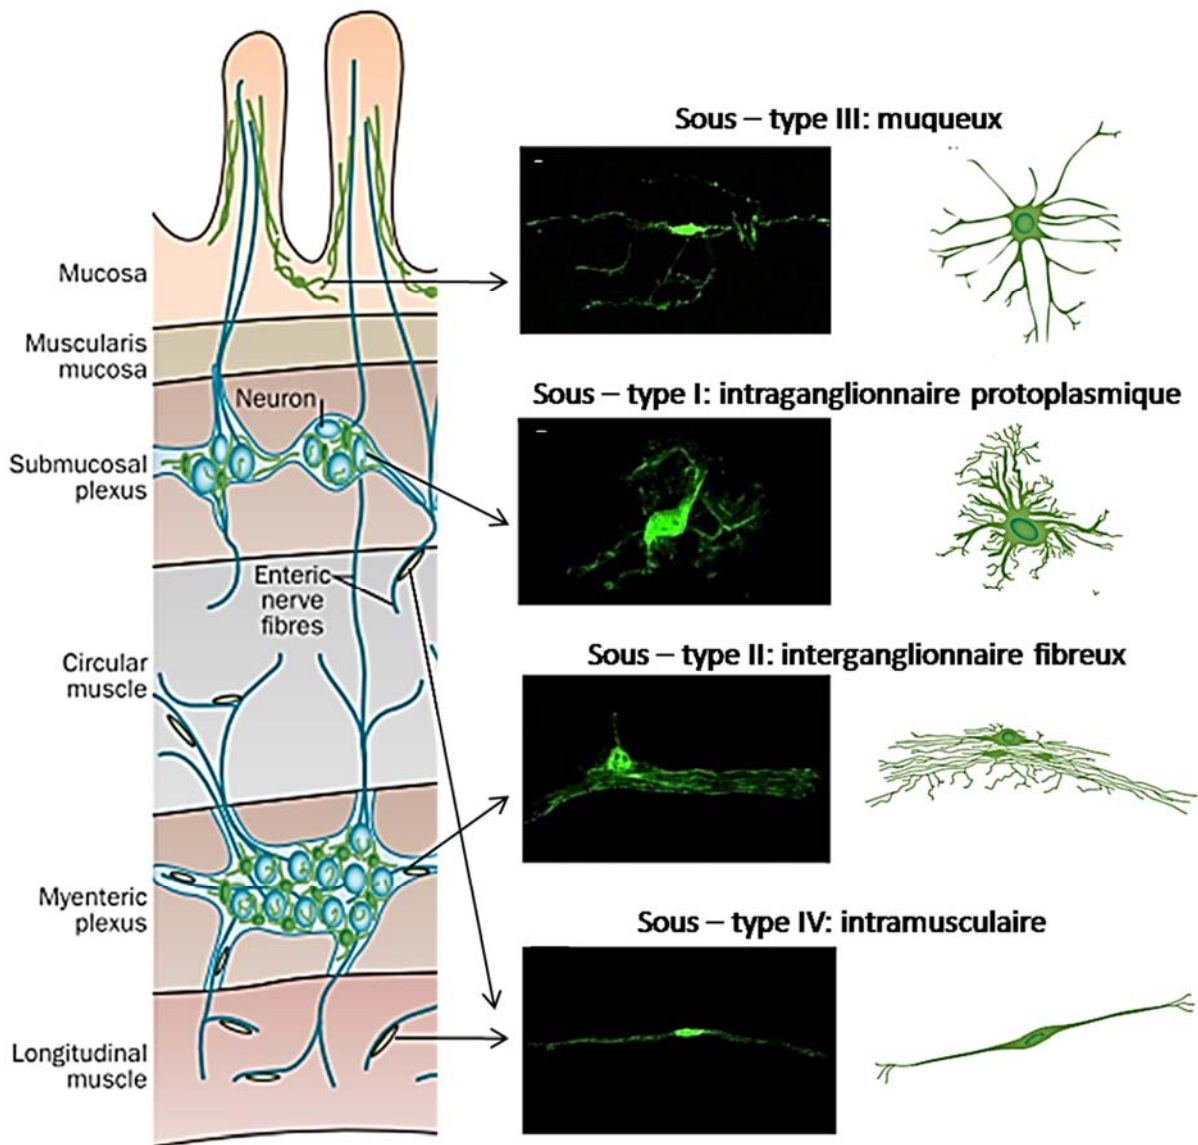 Sous – type III: muqueux
Mucosa
Muscularis
mucosa
Sous – type I: intraganglionnaire protoplasmique
Neuron
Submucosal
plexus
Enteric
nerve
fibres
Sous – type II: interganglionnaire fibreux
Circular
muscle
Myenteric
plexus
Sous – type IV: intramusculaire
Longitudinal
muscle